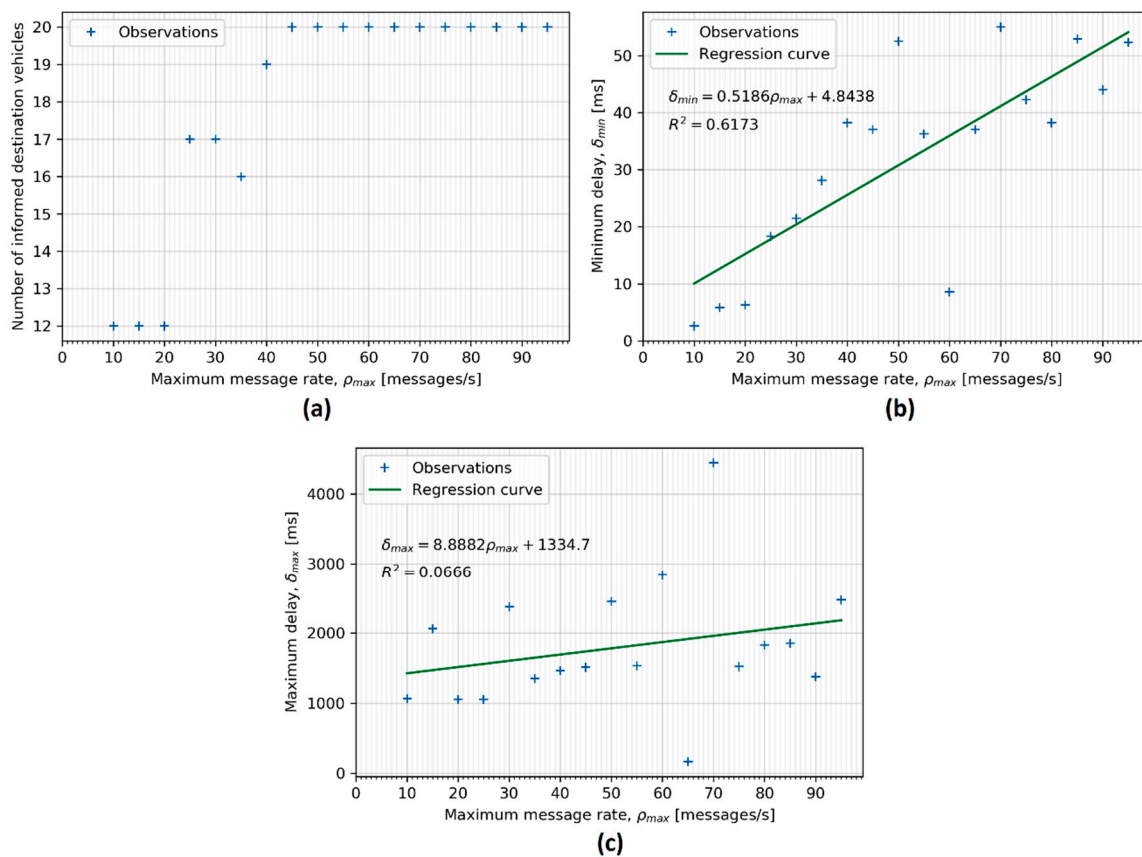 20
19
18
17
16
15
14
13
12
Number of informed destination vehicles
Observations
0 10 20 30 40 50 60 70 80 90
Maximum message rate, ρmax [messages/s]
(a)
50
40
30
20
10
0
Minimum delay, δmin [ms]
Observations
Regression curve
δmin = 0.5186ρmax + 4.8438
R² = 0.6173
0 10 20 30 40 50 60 70 80 90
Maximum message rate, ρmax [messages/s]
(b)
4000
3000
2000
1000
0
Maximum delay, δmax [ms]
Observations
Regression curve
δmax = 8.8882ρmax + 1334.7
R² = 0.0666
0 10 20 30 40 50 60 70 80 90
Maximum message rate, ρmax [messages/s]
(c)